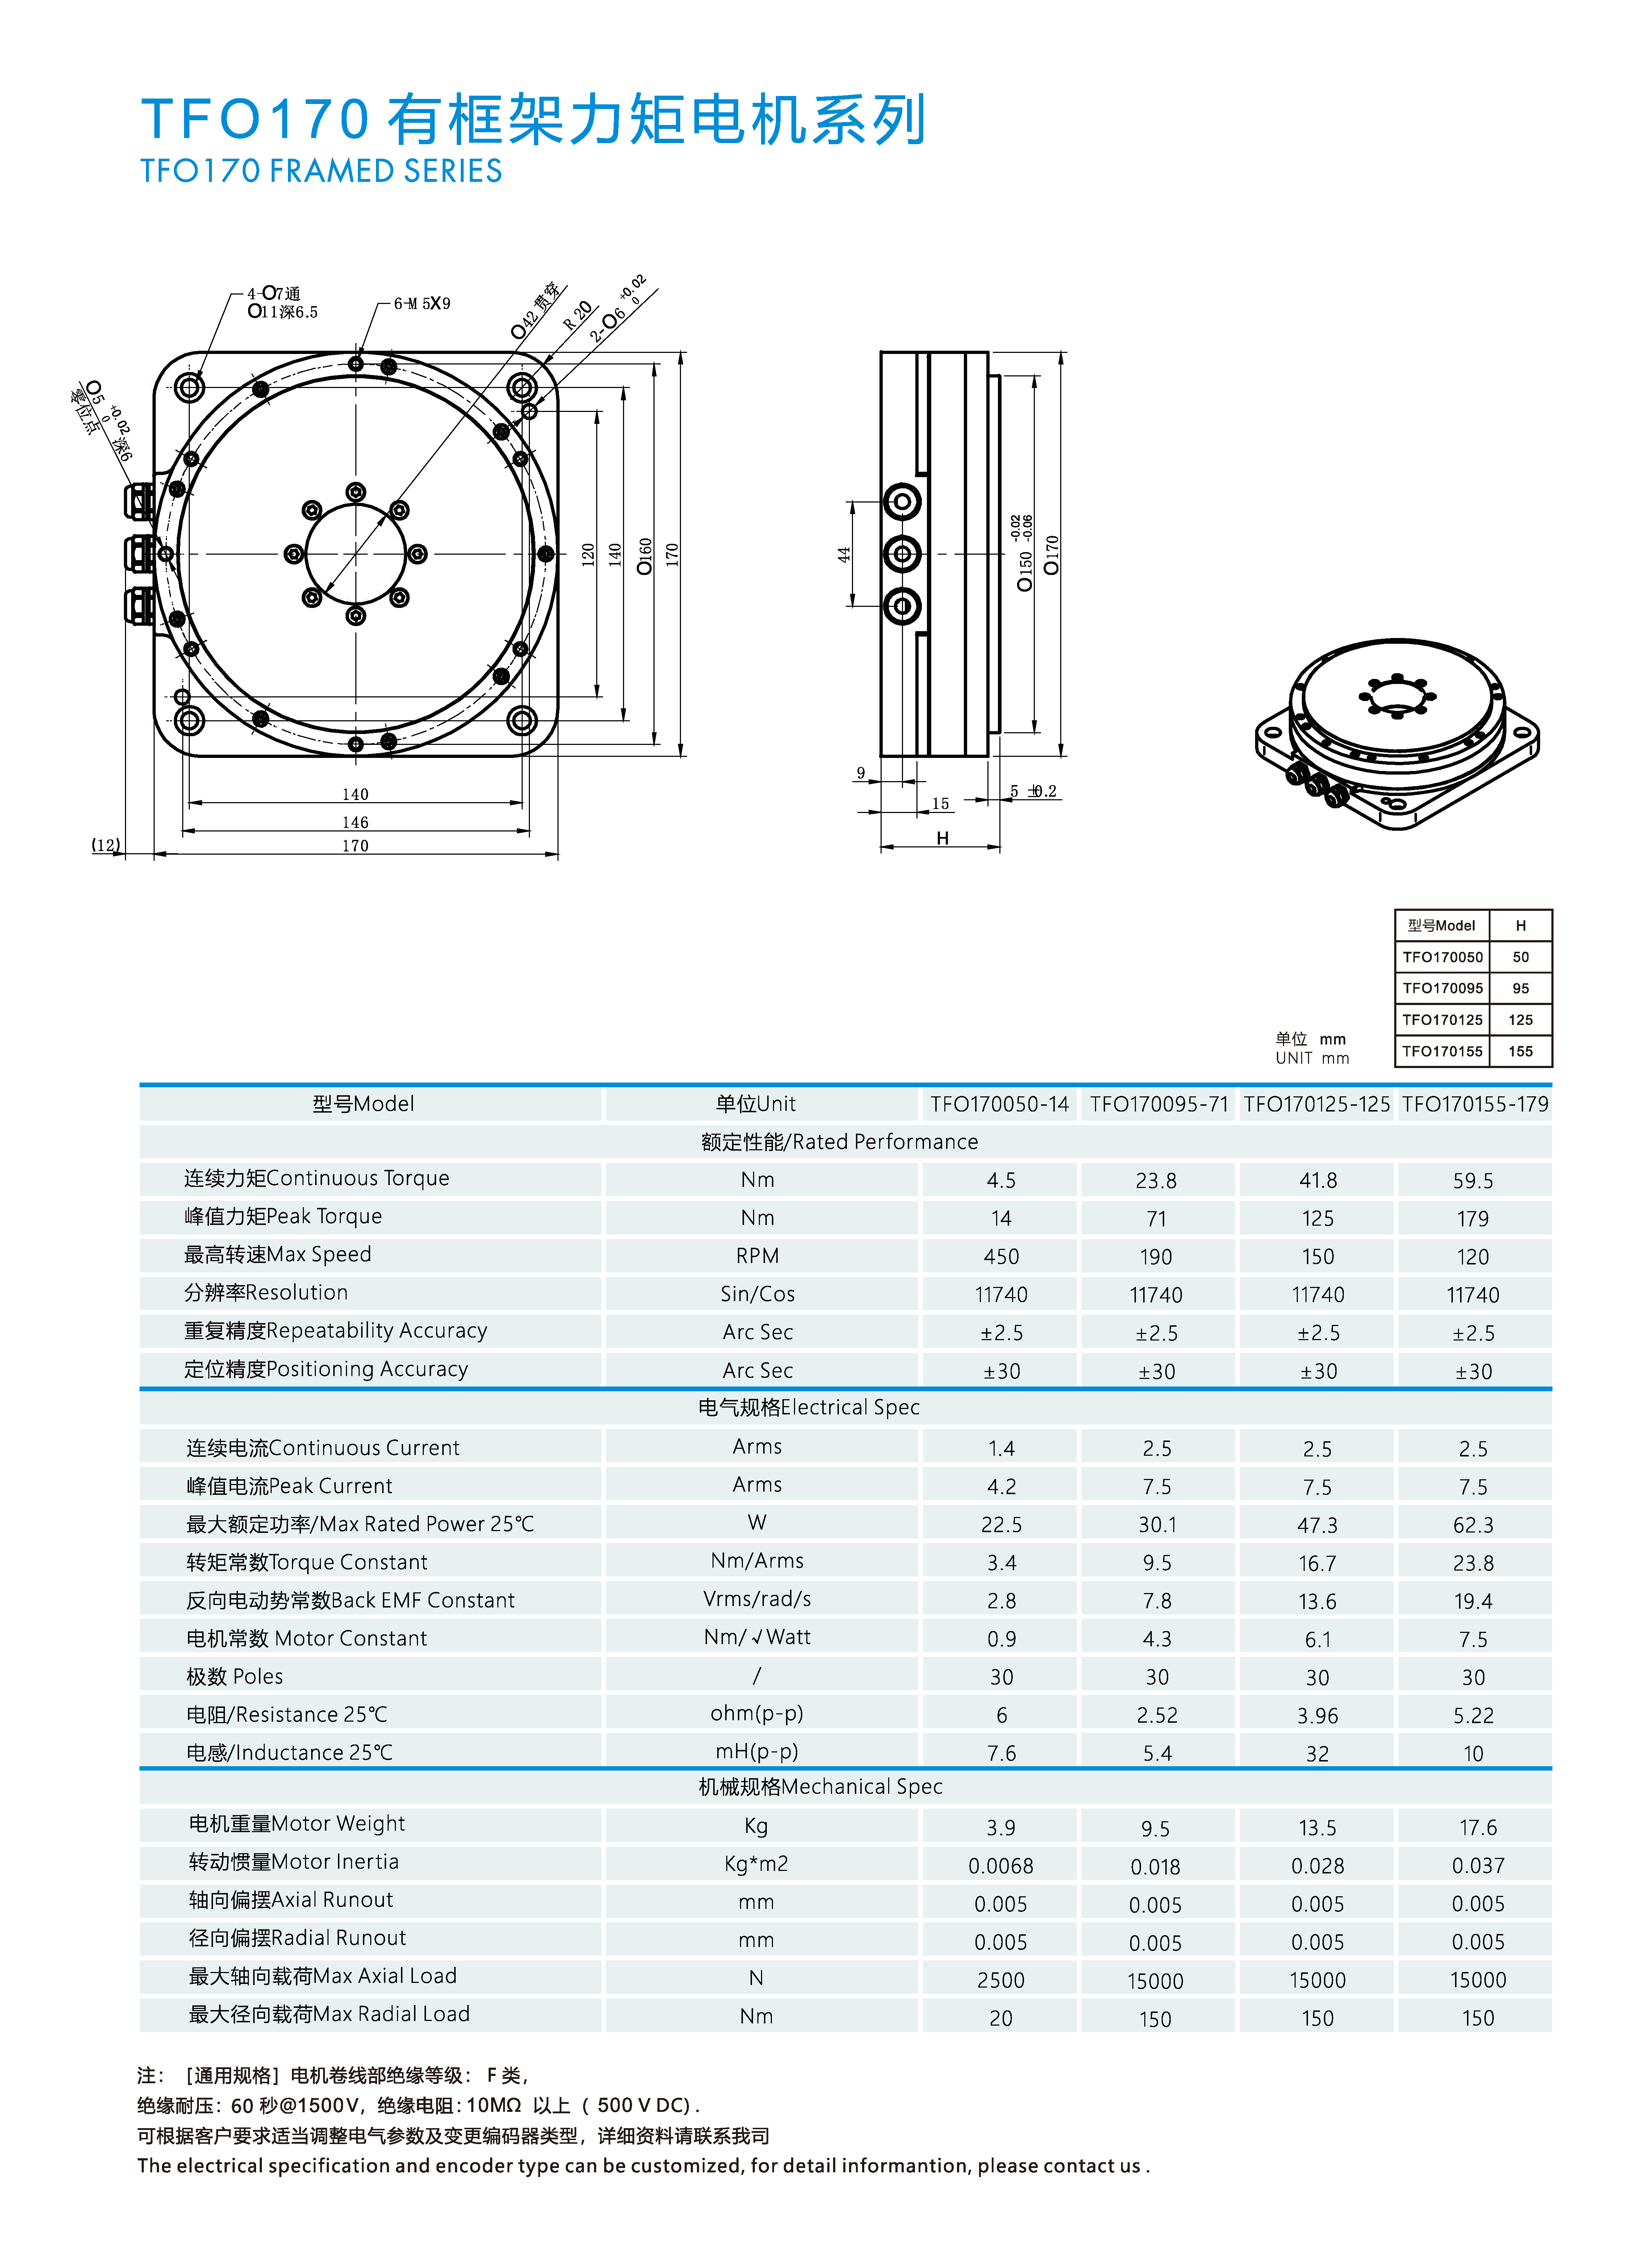 TFO170 有框架力矩电机系列
TFO170 FRAMED SERIES
4-O7通
O11深6.5
6-M5X9
O42贯穿
R20
2-O6 +0.02 0
O5 +0.02 0 深6
零位点
120
140
O160
170
140
146
170
(12)
44
O150 -0.02 -0.06
O170
9
15
5 ±0.2
H
型号Model H
TFO170050 50
TFO170095 95
TFO170125 125
TFO170155 155
单位 mm
UNIT mm
型号Model 单位Unit TFO170050-14 TFO170095-71 TFO170125-125 TFO170155-179
额定性能/Rated Performance
连续力矩Continuous Torque Nm 4.5 23.8 41.8 59.5
峰值力矩Peak Torque Nm 14 71 125 179
最高转速Max Speed RPM 450 190 150 120
分辨率Resolution Sin/Cos 11740 11740 11740 11740
重复精度Repeatability Accuracy Arc Sec ±2.5 ±2.5 ±2.5 ±2.5
定位精度Positioning Accuracy Arc Sec ±30 ±30 ±30 ±30
电气规格Electrical Spec
连续电流Continuous Current Arms 1.4 2.5 2.5 2.5
峰值电流Peak Current Arms 4.2 7.5 7.5 7.5
最大额定功率/Max Rated Power 25℃ W 22.5 30.1 47.3 62.3
转矩常数Torque Constant Nm/Arms 3.4 9.5 16.7 23.8
反向电动势常数Back EMF Constant Vrms/rad/s 2.8 7.8 13.6 19.4
电机常数 Motor Constant Nm/√Watt 0.9 4.3 6.1 7.5
极数 Poles / 30 30 30 30
电阻/Resistance 25℃ ohm(p-p) 6 2.52 3.96 5.22
电感/Inductance 25℃ mH(p-p) 7.6 5.4 32 10
机械规格Mechanical Spec
电机重量Motor Weight Kg 3.9 9.5 13.5 17.6
转动惯量Motor Inertia Kg*m2 0.0068 0.018 0.028 0.037
轴向偏摆Axial Runout mm 0.005 0.005 0.005 0.005
径向偏摆Radial Runout mm 0.005 0.005 0.005 0.005
最大轴向载荷Max Axial Load N 2500 15000 15000 15000
最大径向载荷Max Radial Load Nm 20 150 150 150
注： [通用规格] 电机卷线部绝缘等级： F 类，
绝缘耐压：60 秒@1500V，绝缘电阻：10MΩ 以上 ( 500 V DC) .
可根据客户要求适当调整电气参数及变更编码器类型，详细资料请联系我司
The electrical specification and encoder type can be customized, for detail informantion, please contact us .